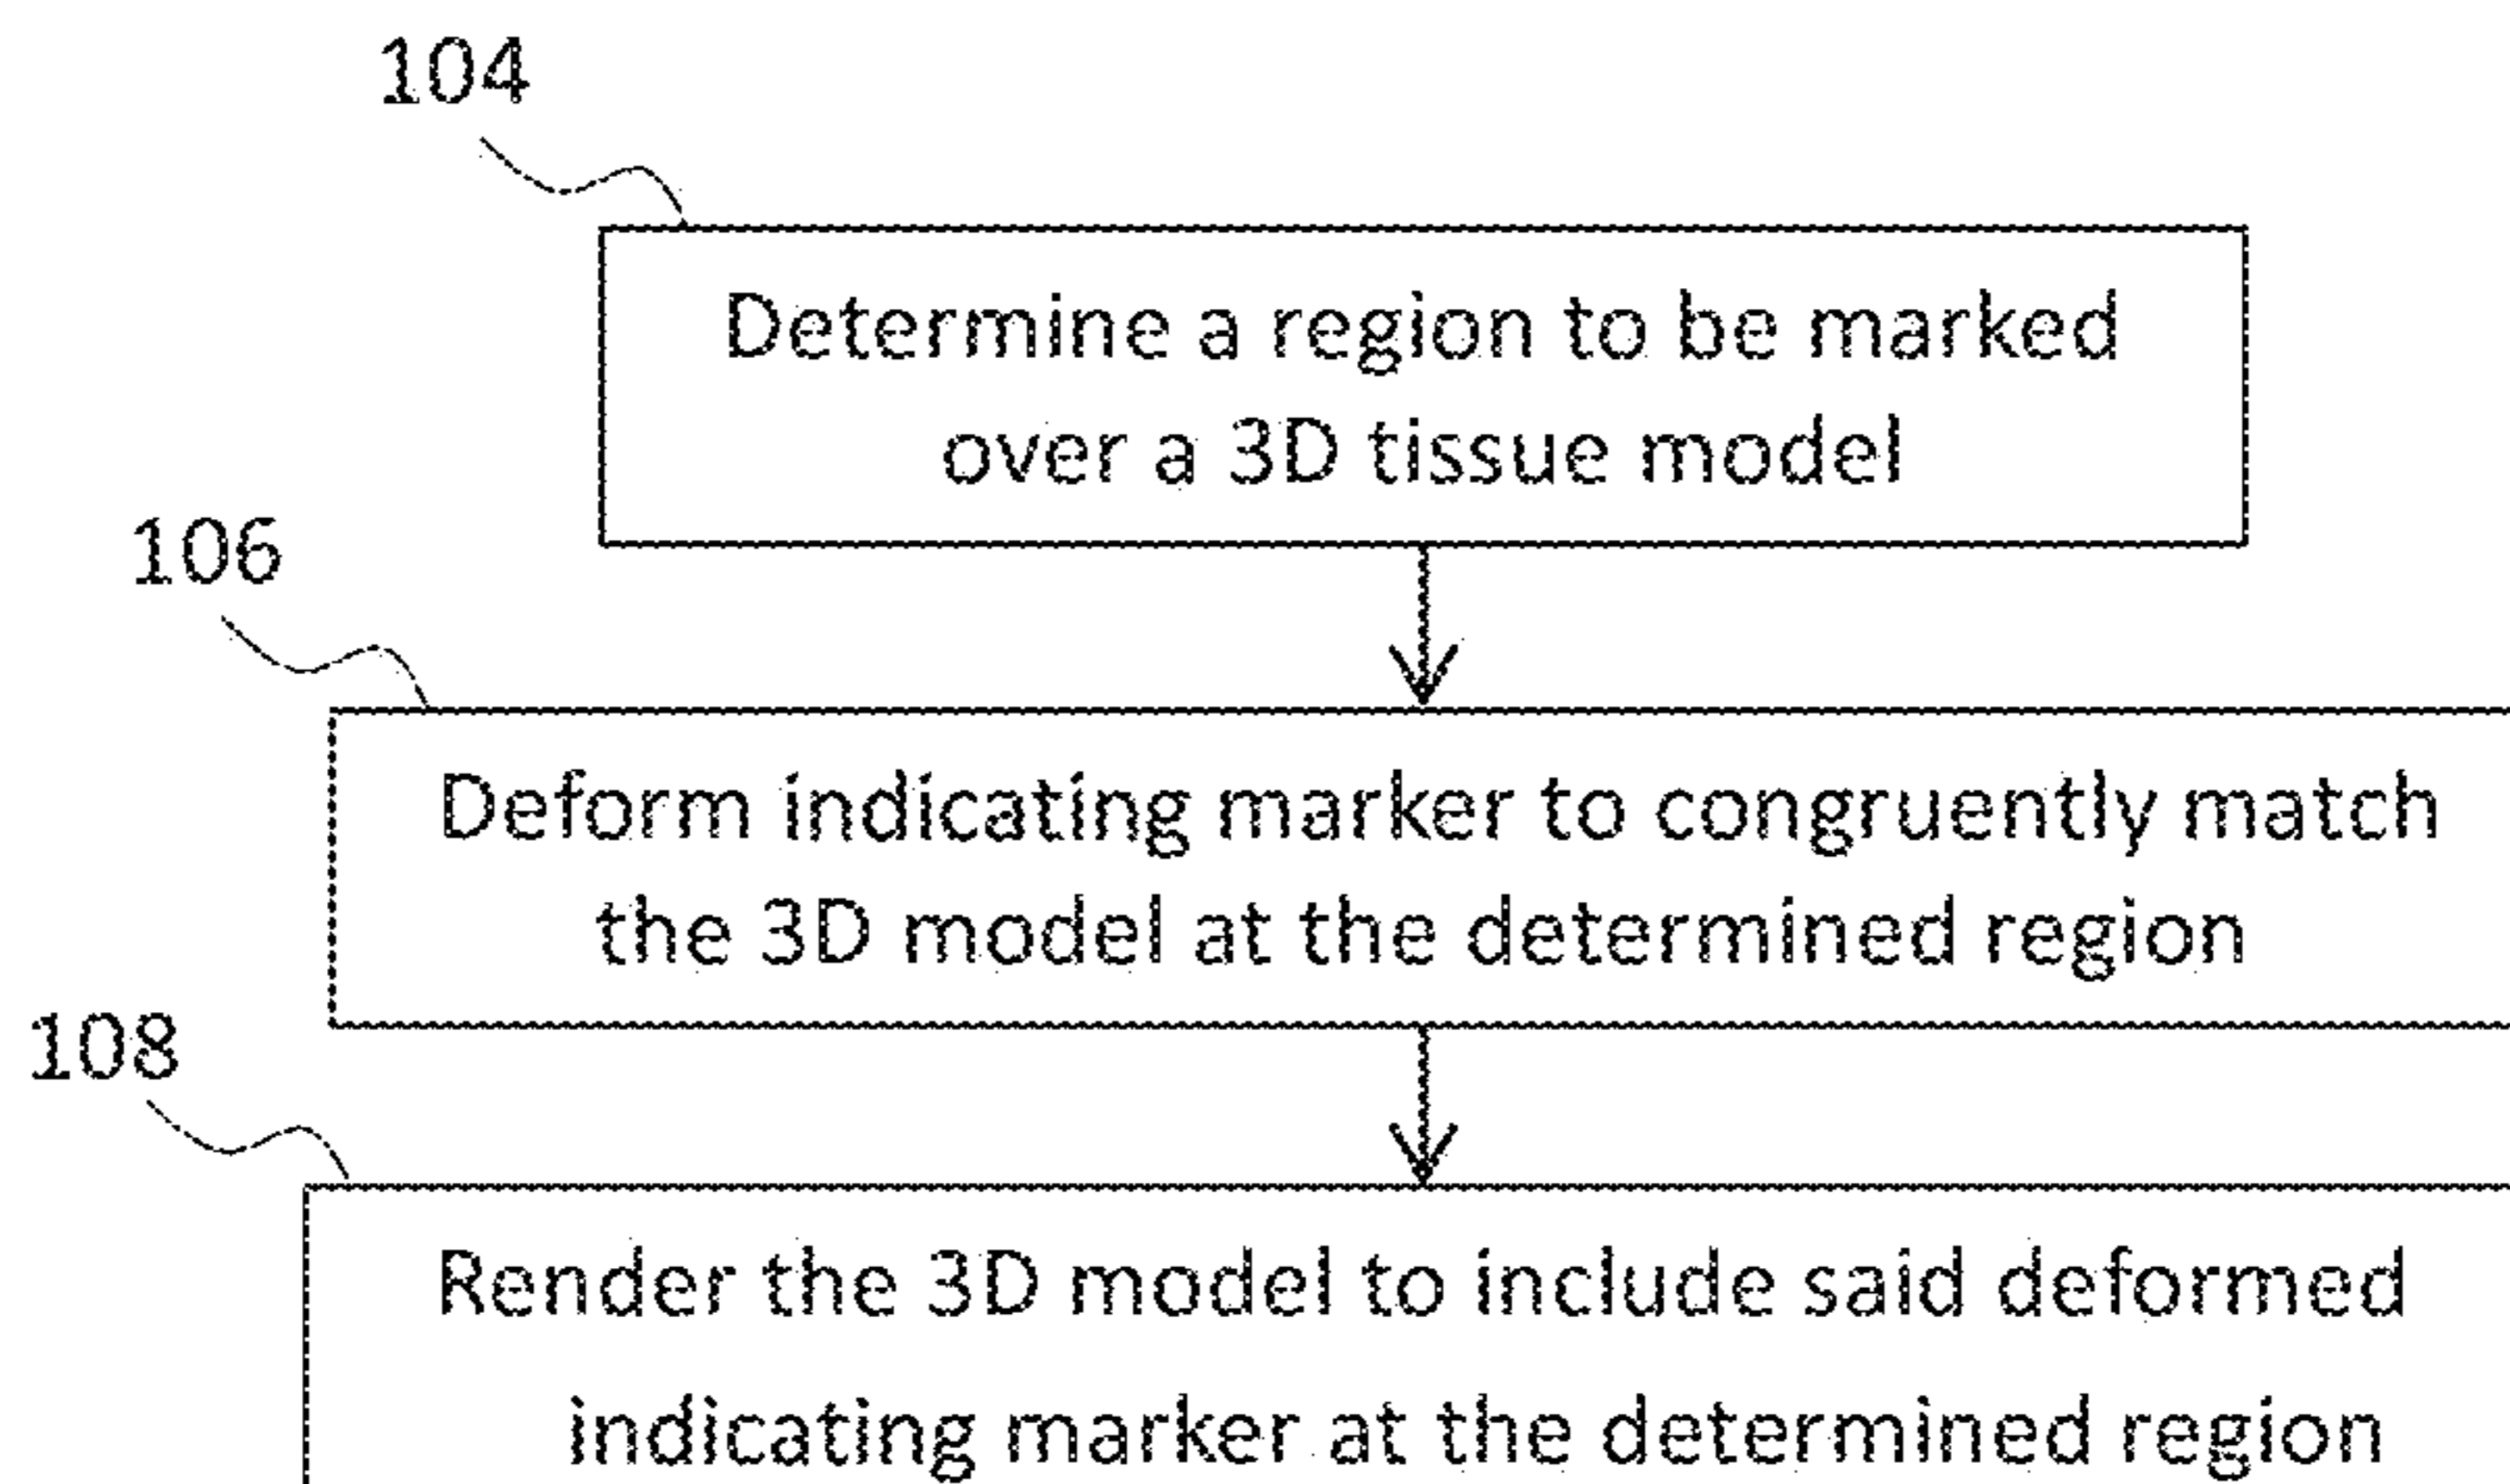 104
Determine a region to be marked
over a 3D tissue model
106
Deform indicating marker to congruently match
the 3D model at the determined region
108
Render the 3D model to include said deformed
indicating marker at the determined region